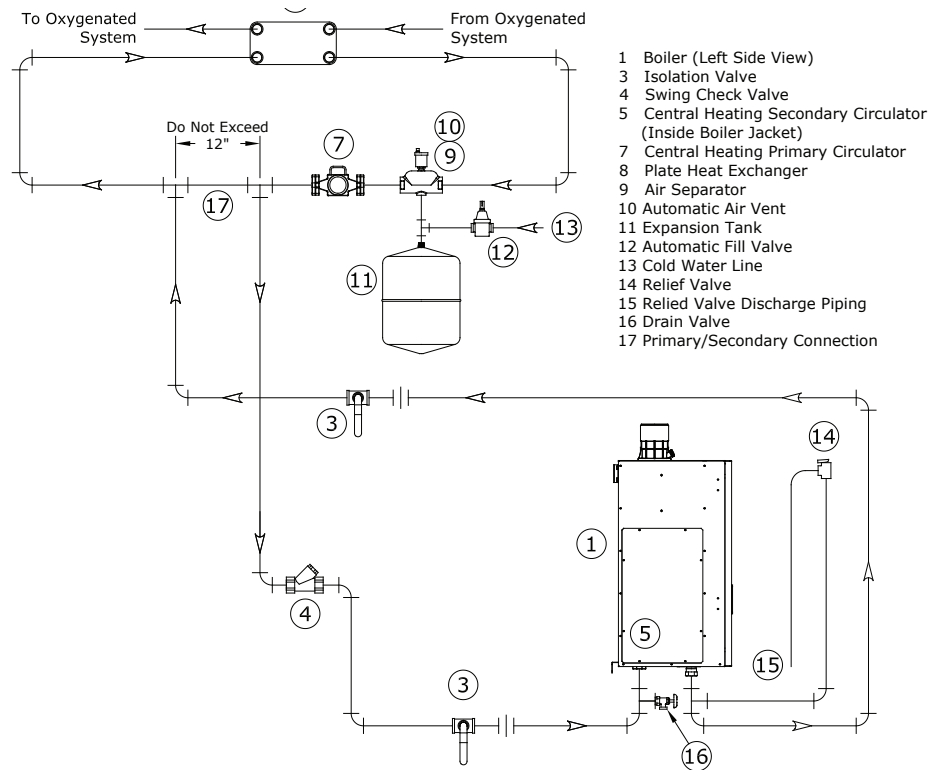 To Oxygenated
System
From Oxygenated
System
Do Not Exceed
12"
1 Boiler (Left Side View)
3 Isolation Valve
4 Swing Check Valve
5 Central Heating Secondary Circulator
(Inside Boiler Jacket)
7 Central Heating Primary Circulator
8 Plate Heat Exchanger
9 Air Separator
10 Automatic Air Vent
11 Expansion Tank
12 Automatic Fill Valve
13 Cold Water Line
14 Relief Valve
15 Relied Valve Discharge Piping
16 Drain Valve
17 Primary/Secondary Connection
10
7
9
17
13
12
11
3
14
1
4
5
15
3
16